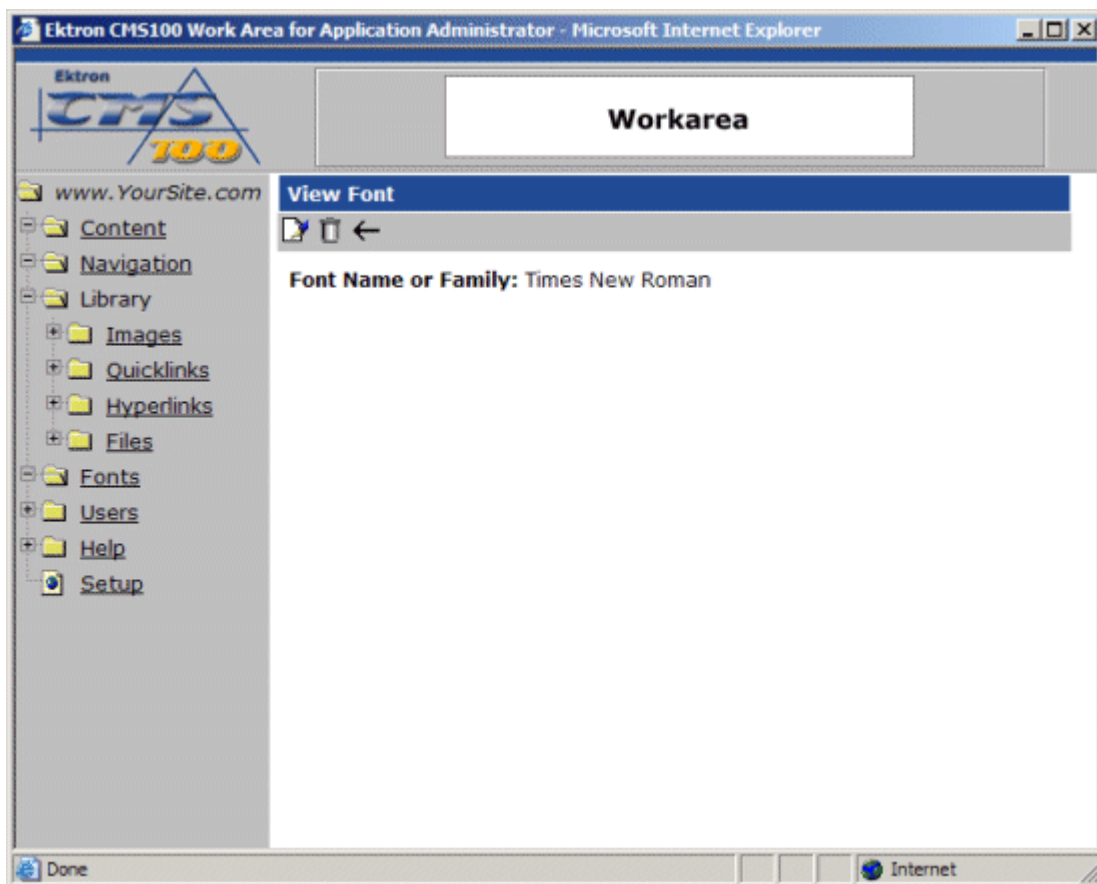 Ektron CMS100 Work Area for Application Administrator - Microsoft Internet Explorer
Ektron
CMS
100
Workarea
www.YourSite.com
Content
Navigation
Library
Images
Quicklinks
Hyperlinks
Files
Fonts
Users
Help
Setup
View Font
Font Name or Family: Times New Roman
Done
Internet